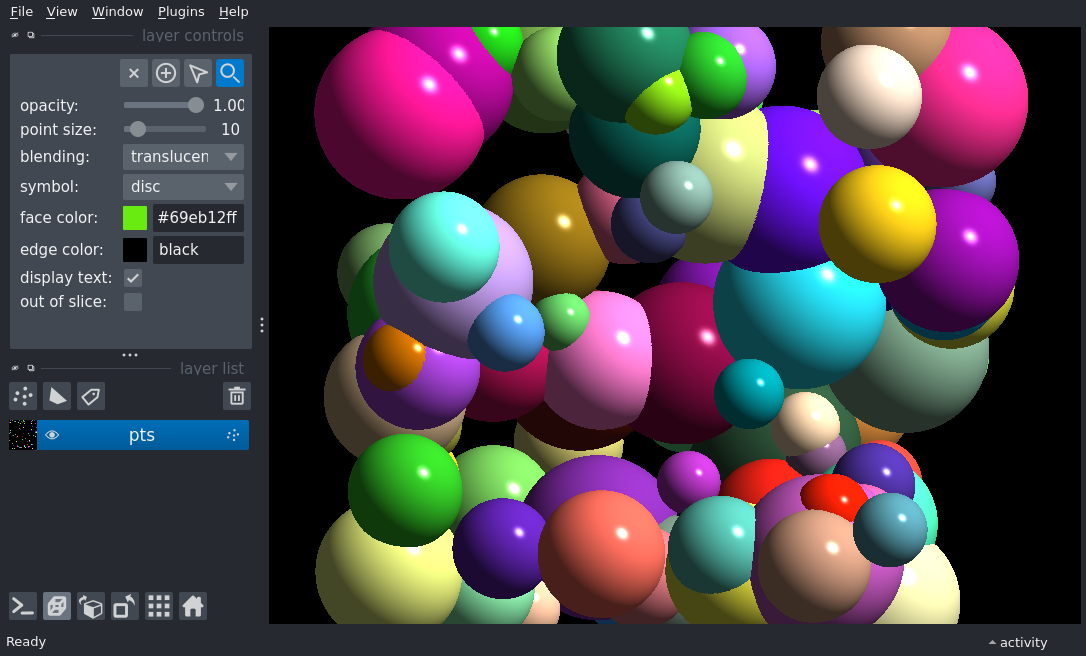 File View Window Plugins Help
layer controls
opacity: 1.00
point size: 10
blending: translucen
symbol: disc
face color: #69eb12ff
edge color: black
display text:
out of slice:
layer list
pts
Ready
activity